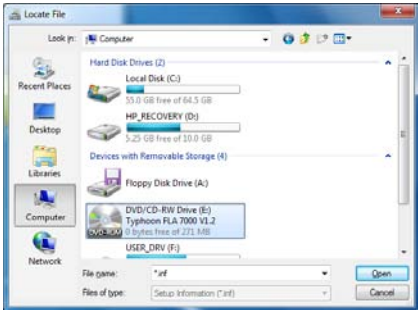 Locate File
Look in: Computer
Hard Disk Drives (2)
Local Disk (C:)
55.0 GB free of 64.5 GB
HP_RECOVERY (D:)
5.25 GB free of 10.0 GB
Devices with Removable Storage (4)
Floppy Disk Drive (A:)
DVD/CD-RW Drive (E:)
Typhoon FLA 7000 V1.2
0 bytes free of 271 MB
DVD-ROM
USER_DRV (F:)
Recent Places
Desktop
Libraries
Computer
Network
File name: *.inf
Open
Files of type: Setup Information (*.inf)
Cancel